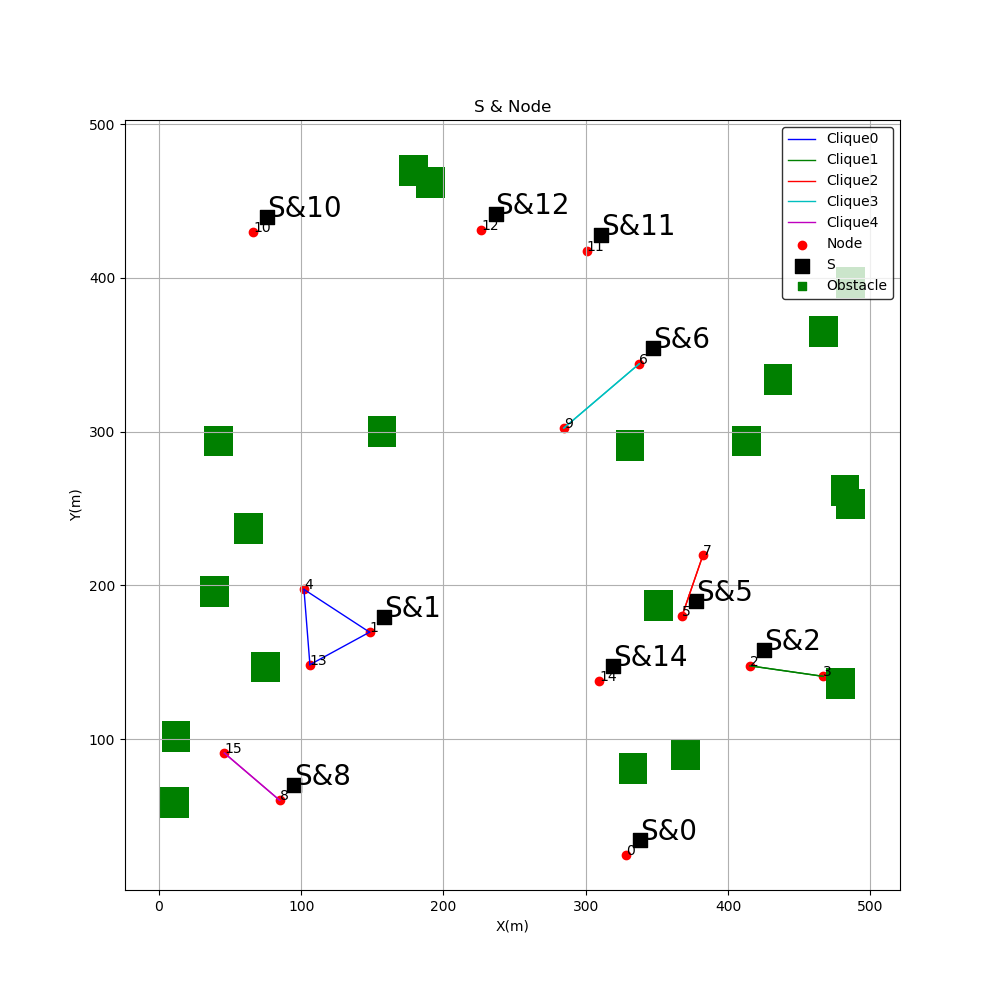 S & Node
500
400
300
200
100
Y(m)
0
100
200
300
400
500
X(m)
Clique0
Clique1
Clique2
Clique3
Clique4
Node
S
Obstacle
S&10
10
S&12
12
S&11
11
S&6
6
9
7
S&5
5
4
S&1
1
13
S&2
2
3
S&14
14
15
S&8
8
S&0
0